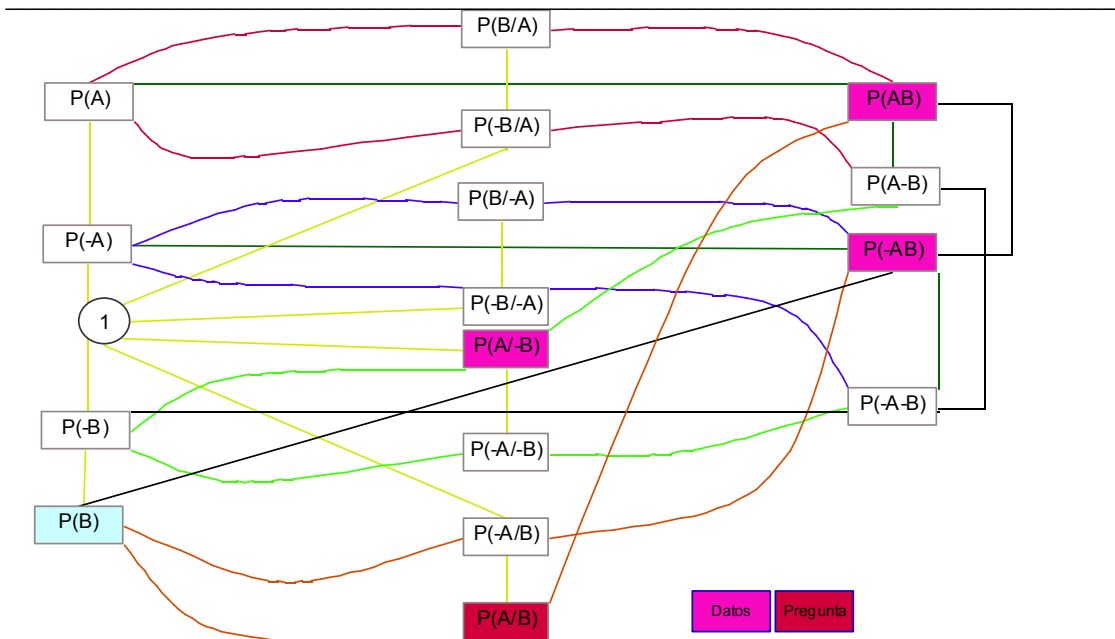 P(B/A)
P(A)
P(AB)
P(-B/A)
P(A-B)
P(B/-A)
P(-A)
P(-AB)
P(-B/-A)
1
P(A/-B)
P(-A-B)
P(-B)
P(-A/-B)
P(B)
P(-A/B)
P(A/B)
Datos
Pregunta